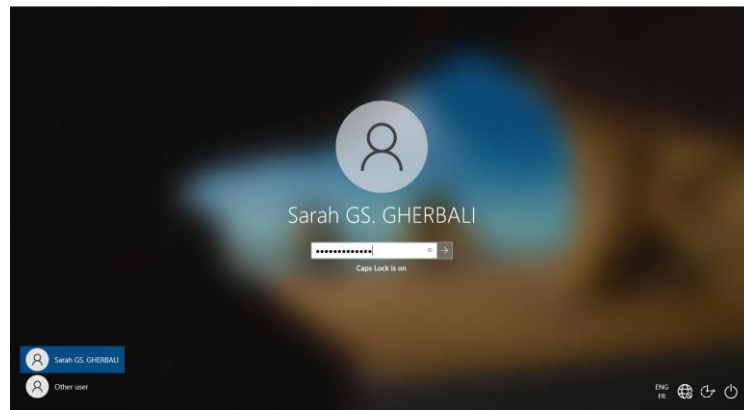 Sarah GS. GHERBALI
Caps Lock is on
Sarah GS. GHERBALI
Other user
ENG
FR